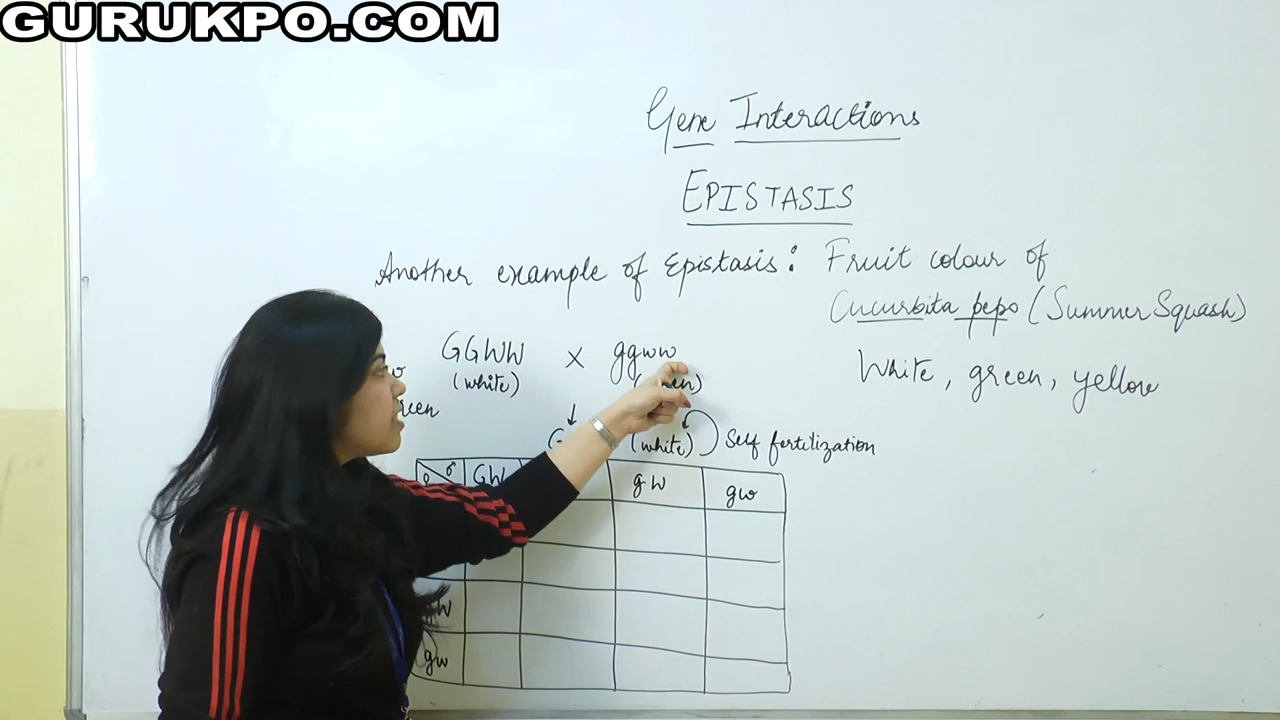 GURUKPO.COM
Gene Interactions
EPISTASIS
Another example of Epistasis: Fruit colour of
Cucurbita pepo (Summer Squash)
White, green, yellow
GGWW × ggww
(white)
(white) Self fertilization
♀ ♂ GW gW gw
gw